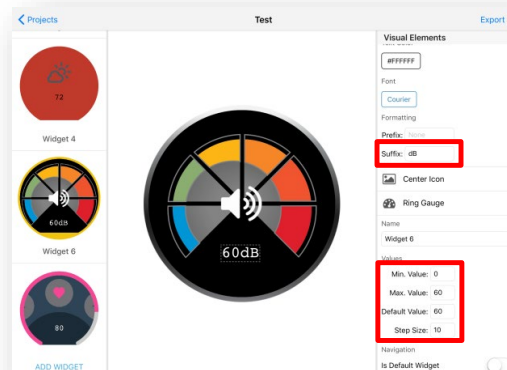 Projects
Test
Export
72
Widget 4
60dB
Widget 6
80
ADD WIDGET
60dB
Visual Elements
#FFFFFF
Font
Courier
Formatting
Prefix: None
Suffix: dB
Center Icon
Ring Gauge
Name
Widget 6
Values
Min. Value: 0
Max. Value: 60
Default Value: 60
Step Size: 10
Navigation
Is Default Widget